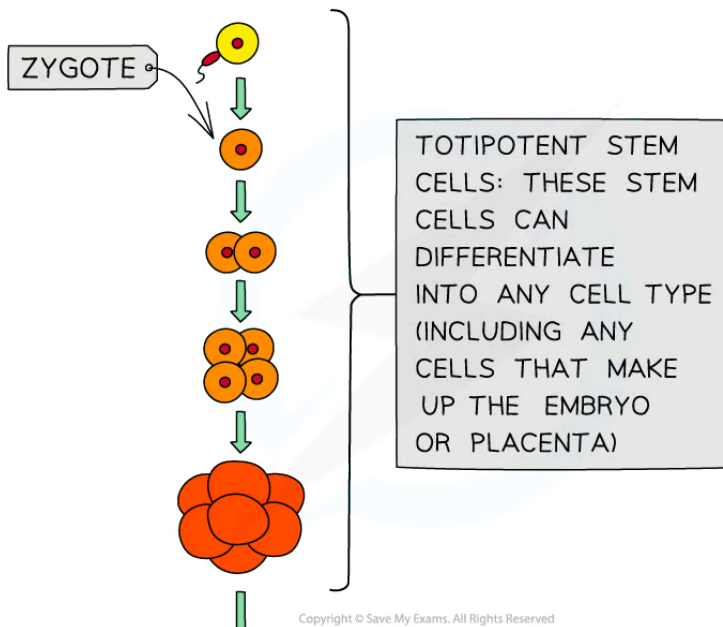 ZYGOTE
TOTIPOTENT STEM
CELLS: THESE STEM
CELLS CAN
DIFFERENTIATE
INTO ANY CELL TYPE
(INCLUDING ANY
CELLS THAT MAKE
UP THE EMBRYO
OR PLACENTA)
Copyright © Save My Exams. All Rights Reserved